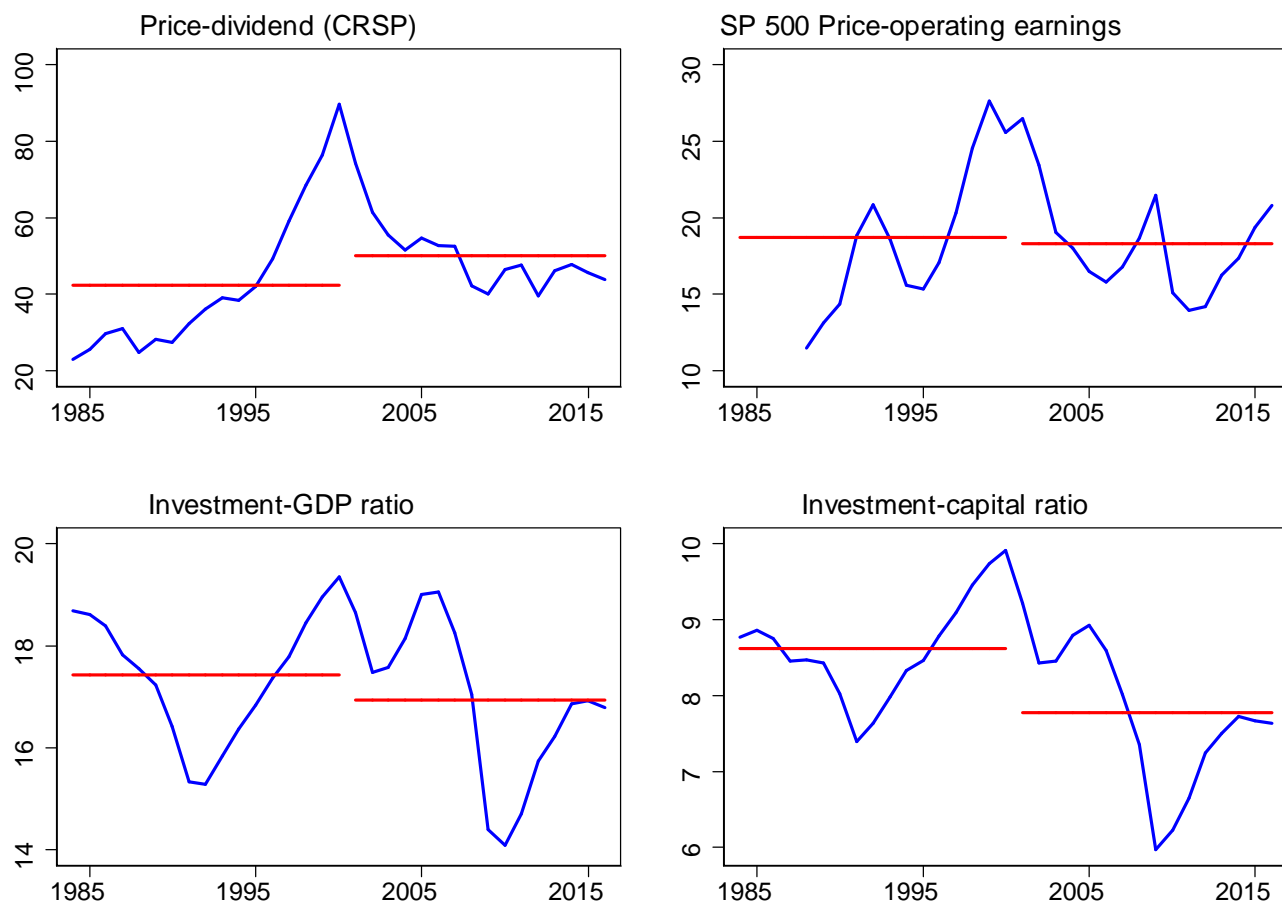 Price-dividend (CRSP)
100
80
60
40
20
1985 1995 2005 2015
SP 500 Price-operating earnings
30
25
20
15
10
1985 1995 2005 2015
Investment-GDP ratio
20
18
16
14
1985 1995 2005 2015
Investment-capital ratio
10
9
8
7
6
1985 1995 2005 2015